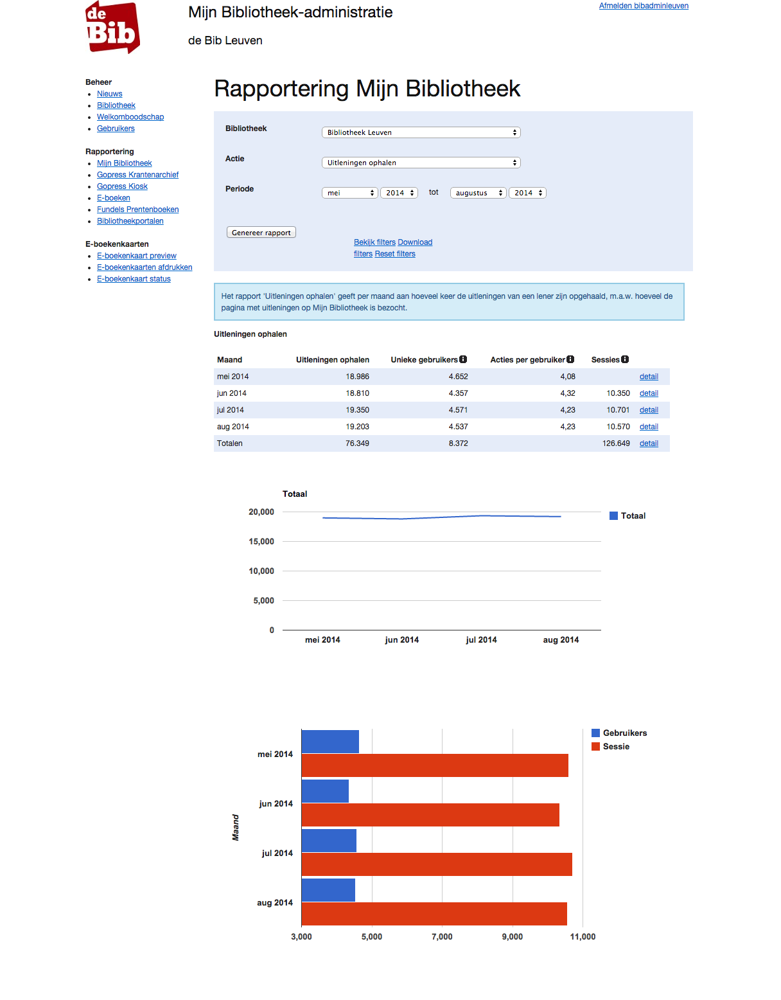 de
Bib
Mijn Bibliotheek-administratie
Afmelden bibadminleuven
de Bib Leuven
Beheer
Nieuws
Bibliotheek
Welkomboodschap
Gebruikers
Rapportering
Mijn Bibliotheek
Gopress Krantenarchief
Gopress Kiosk
E-boeken
Fundels Prentenboeken
Bibliotheekportalen
E-boekenkaarten
E-boekenkaart preview
E-boekenkaarten afdrukken
E-boekenkaart status
Rapportering Mijn Bibliotheek
Bibliotheek Bibliotheek Leuven
Actie Uitleningen ophalen
Periode mei 2014 tot augustus 2014
Genereer rapport
Bekijk filters Download
filters Reset filters
Het rapport 'Uitleningen ophalen' geeft per maand aan hoeveel keer de uitleningen van een lener zijn opgehaald, m.a.w. hoeveel de
pagina met uitleningen op Mijn Bibliotheek is bezocht.
Uitleningen ophalen
Maand Uitleningen ophalen Unieke gebruikers i Acties per gebruiker i Sessies i
mei 2014 18.986 4.652 4,08 detail
jun 2014 18.810 4.357 4,32 10.350 detail
jul 2014 19.350 4.571 4,23 10.701 detail
aug 2014 19.203 4.537 4,23 10.570 detail
Totalen 76.349 8.372 126.649 detail
Totaal
20,000
15,000
10,000
5,000
0
mei 2014 jun 2014 jul 2014 aug 2014
Totaal
Maand
mei 2014
jun 2014
jul 2014
aug 2014
3,000 5,000 7,000 9,000 11,000
Gebruikers
Sessie